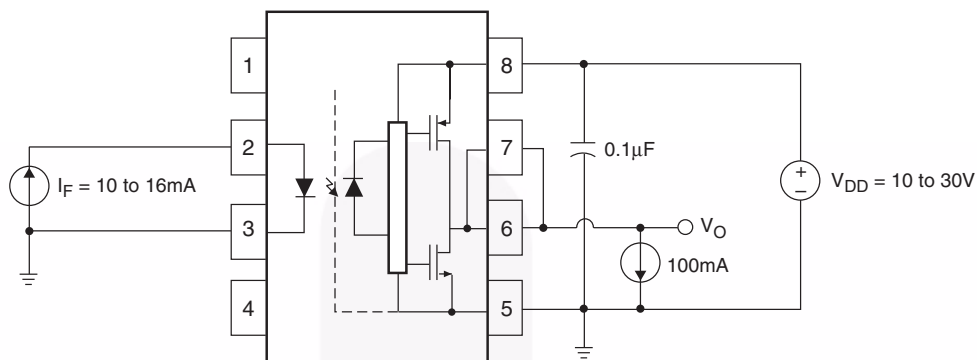 1
2
3
4
8
7
6
5
I_F = 10 to 16mA
0.1μF
+
–
V_DD = 10 to 30V
V_O
100mA